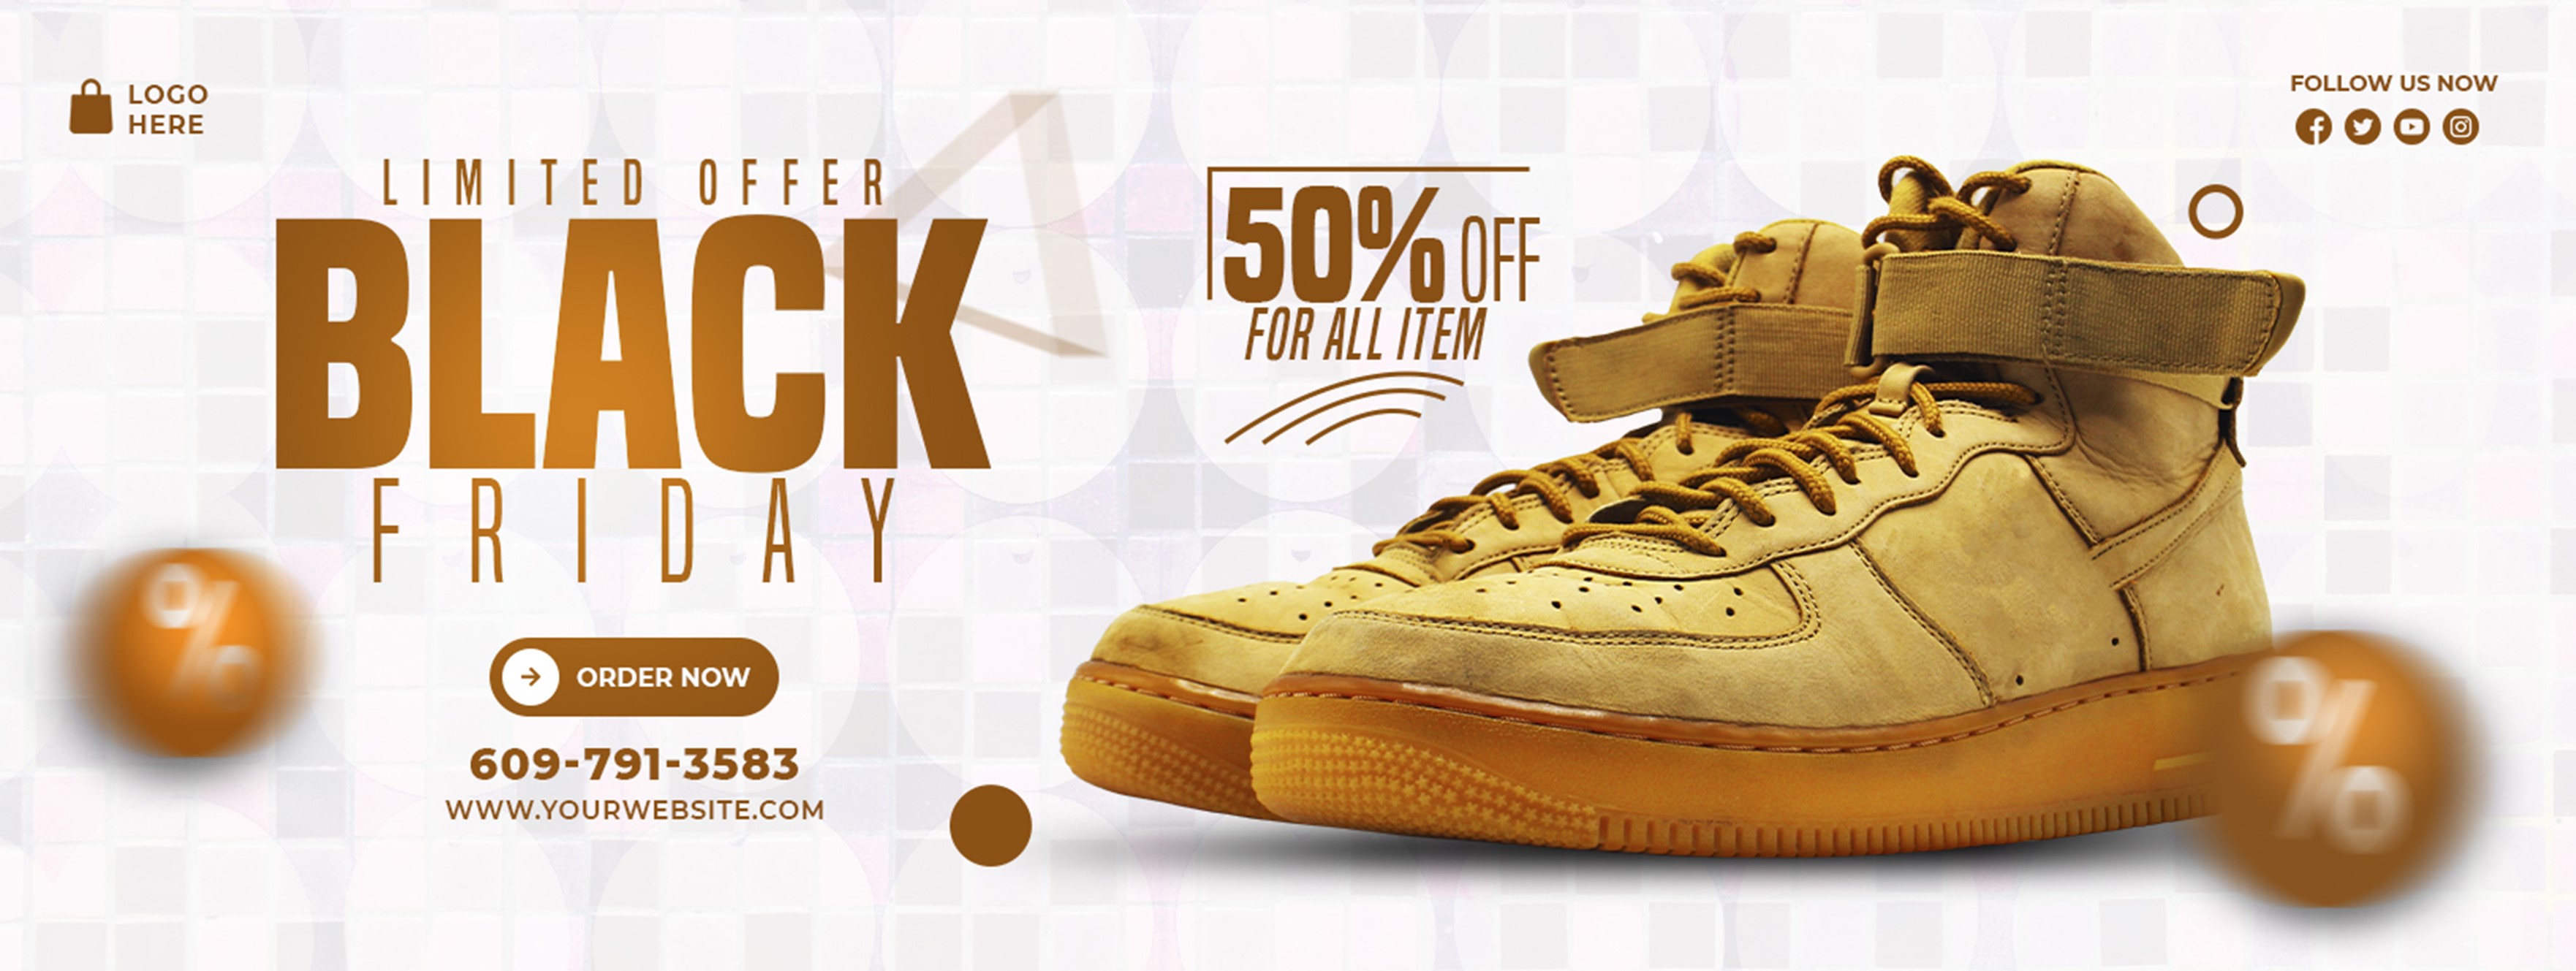 LOGO
HERE
FOLLOW US NOW
LIMITED OFFER
BLACK
FRIDAY
50% OFF
FOR ALL ITEM
ORDER NOW
609-791-3583
WWW.YOURWEBSITE.COM
%
%